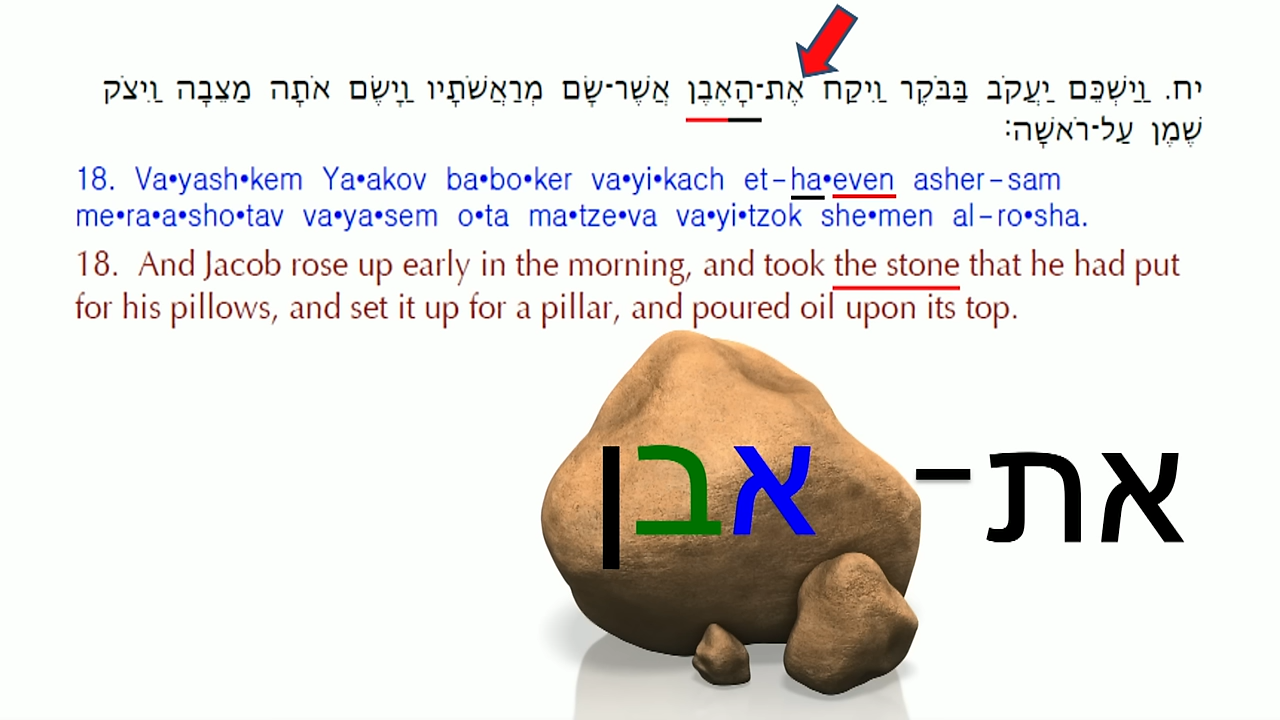 יח. וַיַּשְׁכֵּם יַעֲקֹב בַּבֹּקֶר וַיִּקַּח אֶת־הָאֶבֶן אֲשֶׁר־שָׂם מְרַאֲשֹׁתָיו וַיָּשֶׂם אֹתָהּ מַצֵּבָה וַיִּצֹק
שֶׁמֶן עַל־רֹאשָׁהּ׃
18. Va•yash•kem Ya•akov ba•bo•ker va•yi•kach et-ha•even asher-sam
me•ra•a•sho•tav va•ya•sem o•ta ma•tze•va va•yi•tzok she•men al-ro•sha.
18. And Jacob rose up early in the morning, and took the stone that he had put
for his pillows, and set it up for a pillar, and poured oil upon its top.
את-אבן